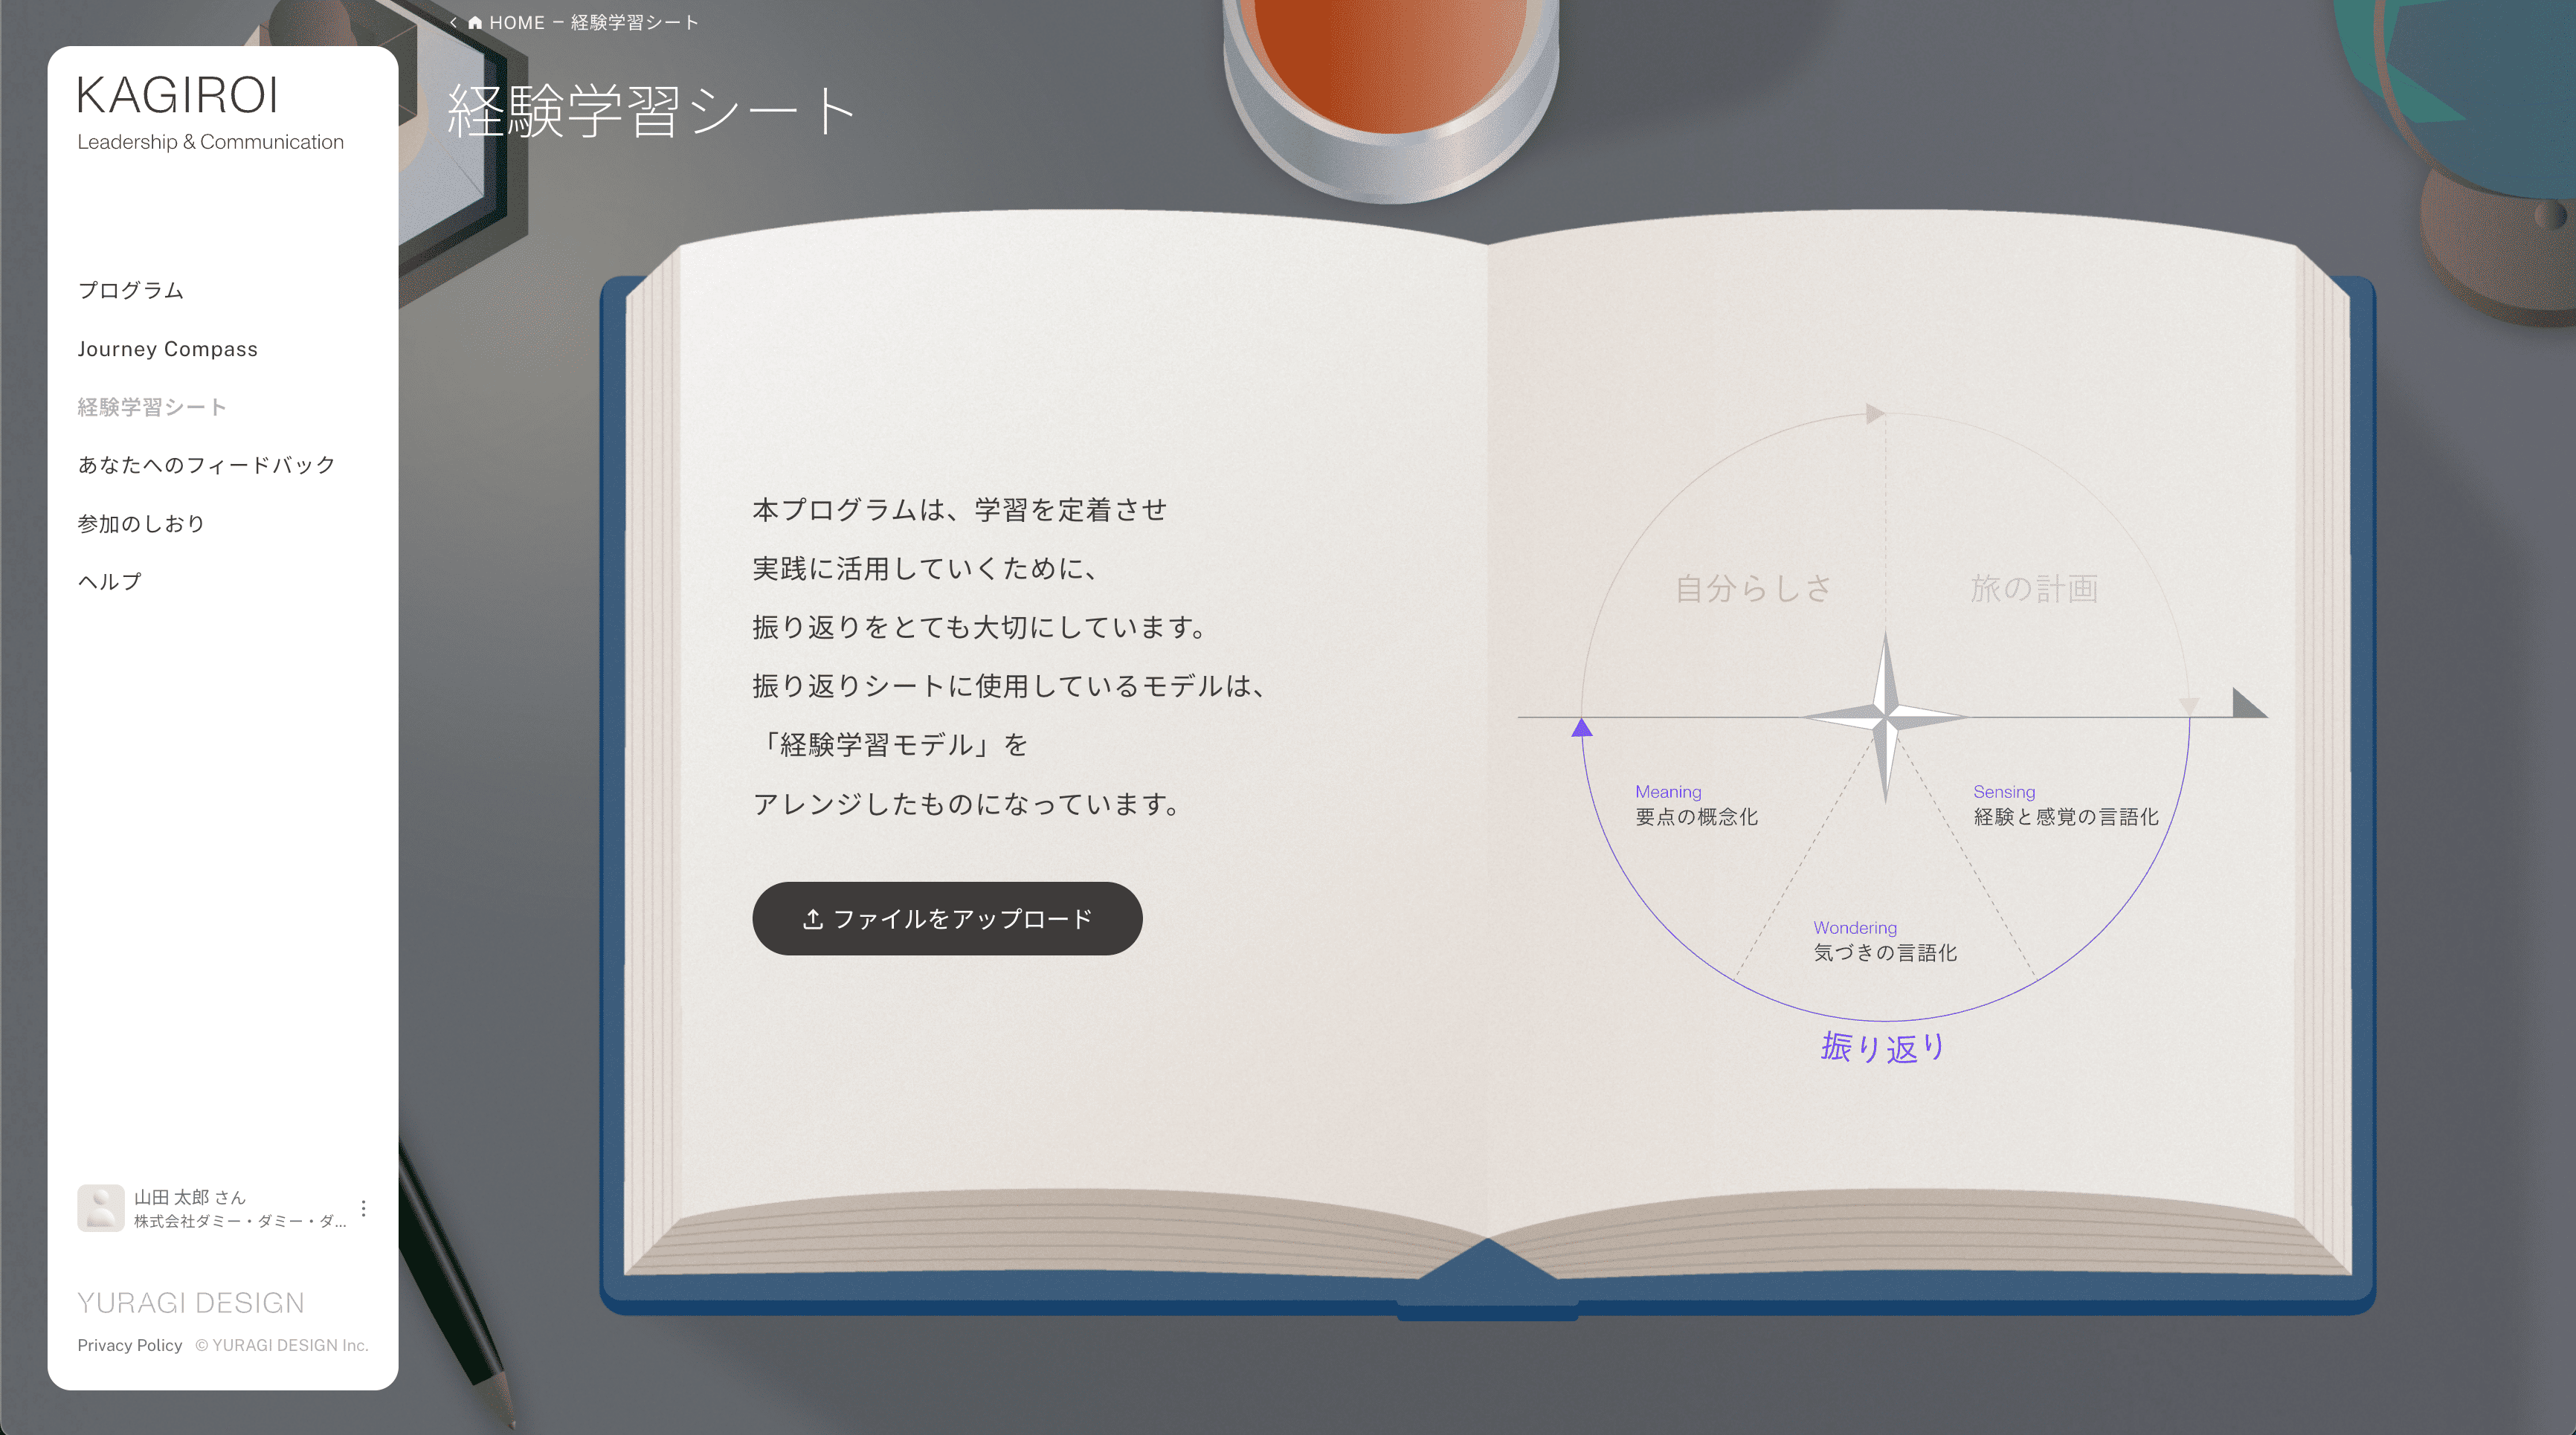 HOME − 経験学習シート
経験学習シート
KAGIROI
Leadership & Communication
プログラム
Journey Compass
経験学習シート
あなたへのフィードバック
参加のしおり
ヘルプ
山田 太郎 さん
株式会社ダミー・ダミー・ダ...
YURAGI DESIGN
Privacy Policy © YURAGI DESIGN Inc.
本プログラムは、学習を定着させ
実践に活用していくために、
振り返りをとても大切にしています。
振り返りシートに使用しているモデルは、
「経験学習モデル」を
アレンジしたものになっています。
ファイルをアップロード
自分らしさ
旅の計画
Meaning
要点の概念化
Sensing
経験と感覚の言語化
Wondering
気づきの言語化
振り返り